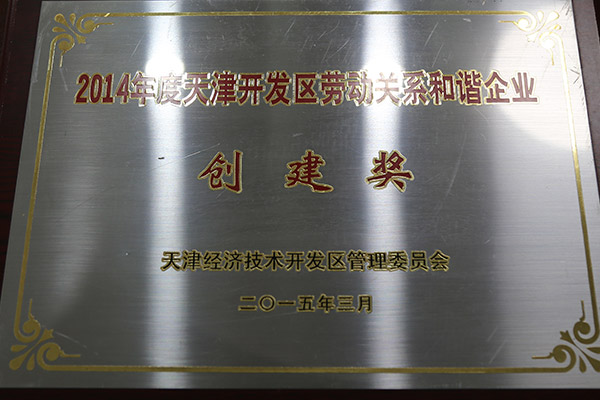 2014年度天津开发区劳动关系和谐企业
创建奖
天津经济技术开发区管理委员会
二〇一五年三月